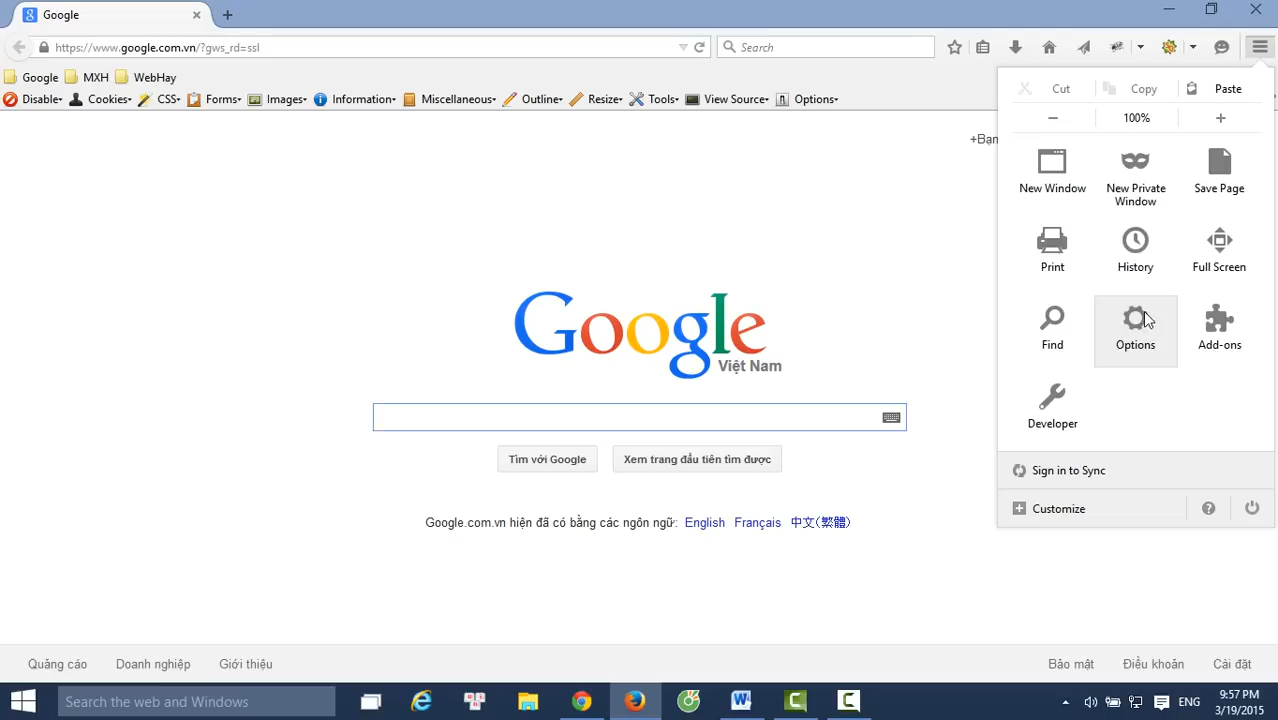 Google
https://www.google.com.vn/?gws_rd=ssl
Search
Google MXH WebHay
Disable Cookies CSS Forms Images Information Miscellaneous Outline Resize Tools View Source Options
Cut Copy Paste
100%
New Window
New Private Window
Save Page
Print
History
Full Screen
Find
Options
Add-ons
Developer
Sign in to Sync
Customize
+Bạn
Google
Việt Nam
Tìm với Google
Xem trang đầu tiên tìm được
Google.com.vn hiện đã có bằng các ngôn ngữ: English Français 中文(繁體)
Quảng cáo Doanh nghiệp Giới thiệu
Bảo mật Điều khoản Cài đặt
Search the web and Windows
ENG
9:57 PM
3/19/2015